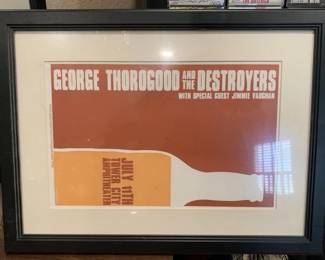 GEORGE THOROGOOD AND THE DESTROYERS
WITH SPECIAL GUEST JIMMIE VAUGHAN
JULY 11TH
TOWER CITY
AMPHITHEATER